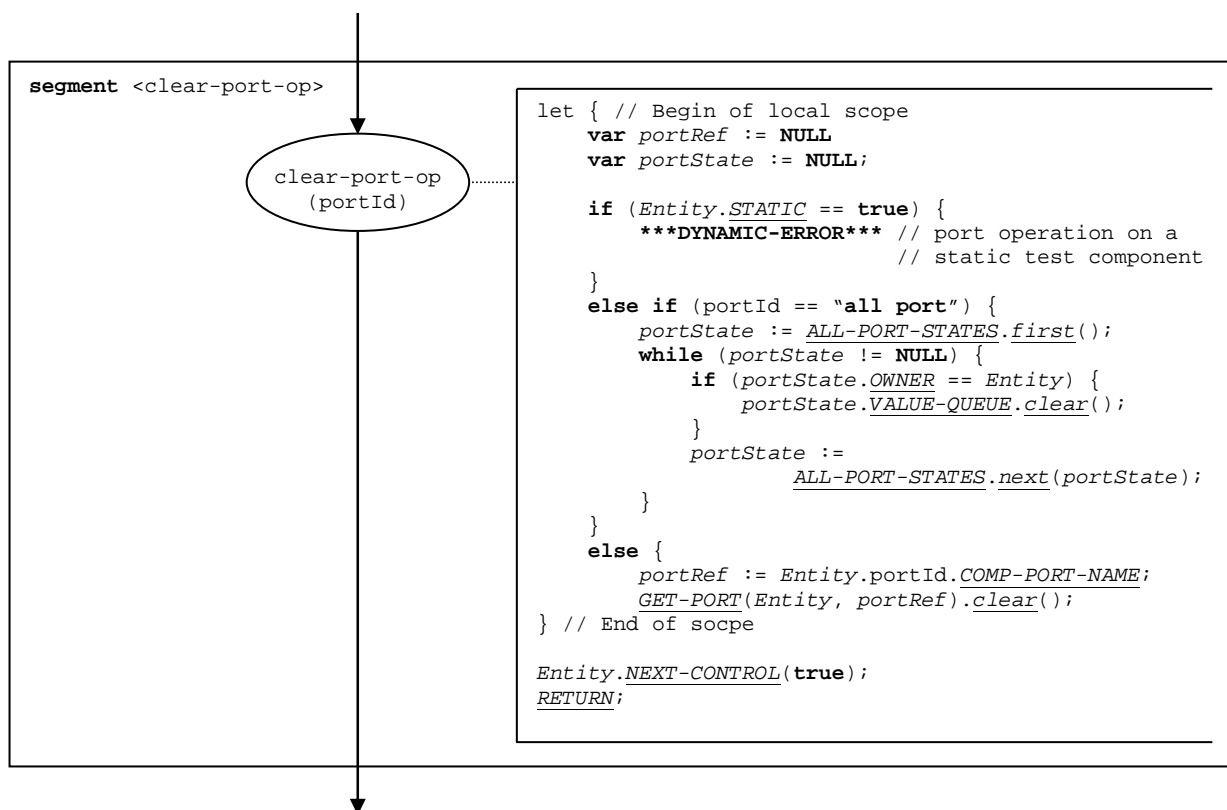 segment <clear-port-op>
clear-port-op
(portId)
let { // Begin of local scope
var portRef := NULL
var portState := NULL;
if (Entity.STATIC == true) {
***DYNAMIC-ERROR*** // port operation on a
// static test component
}
else if (portId == “all port”) {
portState := ALL-PORT-STATES.first();
while (portState != NULL) {
if (portState.OWNER == Entity) {
portState.VALUE-QUEUE.clear();
}
portState :=
ALL-PORT-STATES.next(portState);
}
}
else {
portRef := Entity.portId.COMP-PORT-NAME;
GET-PORT(Entity, portRef).clear();
} // End of socpe
Entity.NEXT-CONTROL(true);
RETURN;